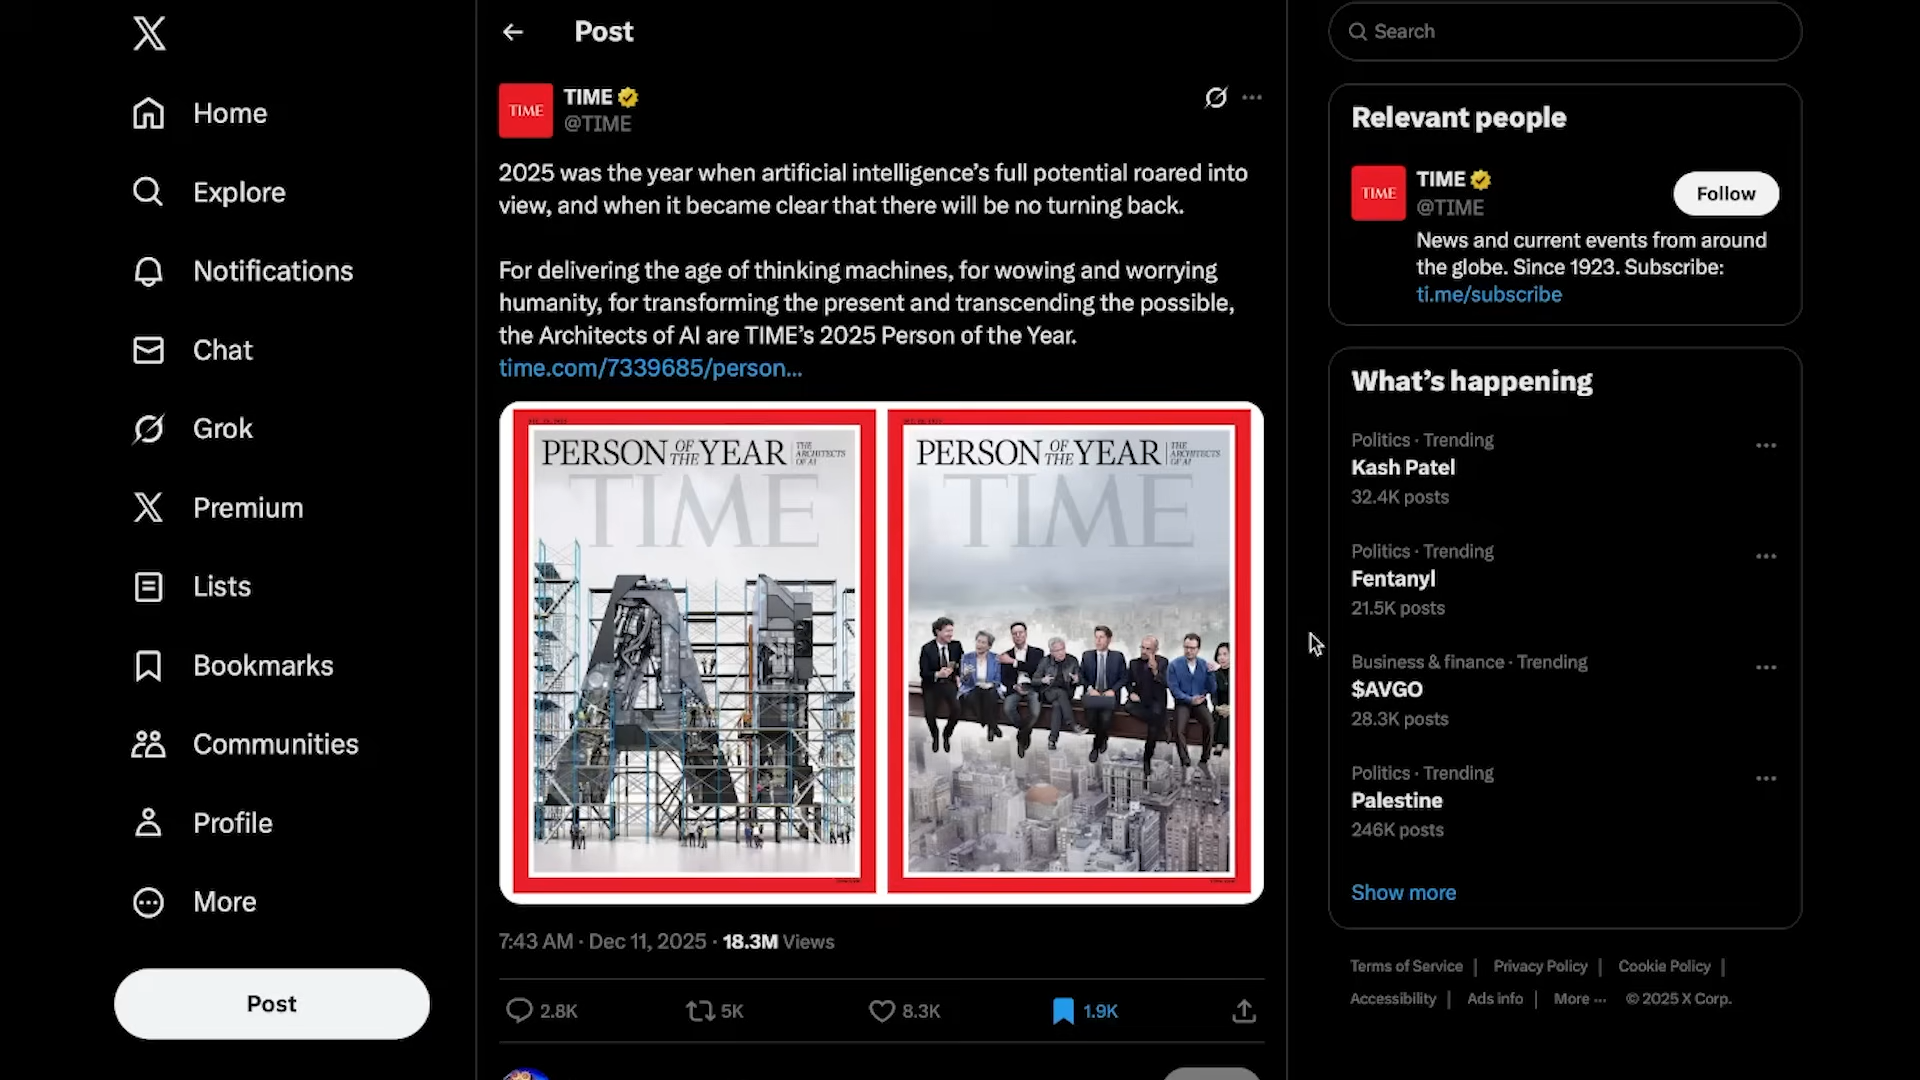 Home
Explore
Notifications
Chat
Grok
Premium
Lists
Bookmarks
Communities
Profile
More
Post
Post
TIME
TIME
@TIME
2025 was the year when artificial intelligence’s full potential roared into
view, and when it became clear that there will be no turning back.
For delivering the age of thinking machines, for wowing and worrying
humanity, for transforming the present and transcending the possible,
the Architects of AI are TIME’s 2025 Person of the Year.
time.com/7339685/person...
PERSON OF THE YEAR | THE ARCHITECTS OF AI
TIME
PERSON OF THE YEAR | THE ARCHITECTS OF AI
TIME
7:43 AM · Dec 11, 2025 · 18.3M Views
2.8K 5K 8.3K 1.9K
Search
Relevant people
TIME
TIME
@TIME
Follow
News and current events from around
the globe. Since 1923. Subscribe:
ti.me/subscribe
What’s happening
Politics · Trending
Kash Patel
32.4K posts
Politics · Trending
Fentanyl
21.5K posts
Business & finance · Trending
$AVGO
28.3K posts
Politics · Trending
Palestine
246K posts
Show more
Terms of Service | Privacy Policy | Cookie Policy |
Accessibility | Ads info | More ··· © 2025 X Corp.